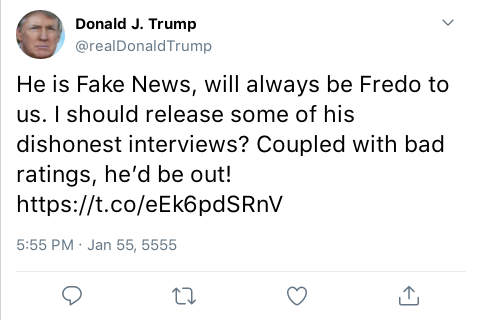 Donald J. Trump
@realDonaldTrump
He is Fake News, will always be Fredo to
us. I should release some of his
dishonest interviews? Coupled with bad
ratings, he’d be out!
https://t.co/eEk6pdSRnV
5:55 PM · Jan 55, 5555